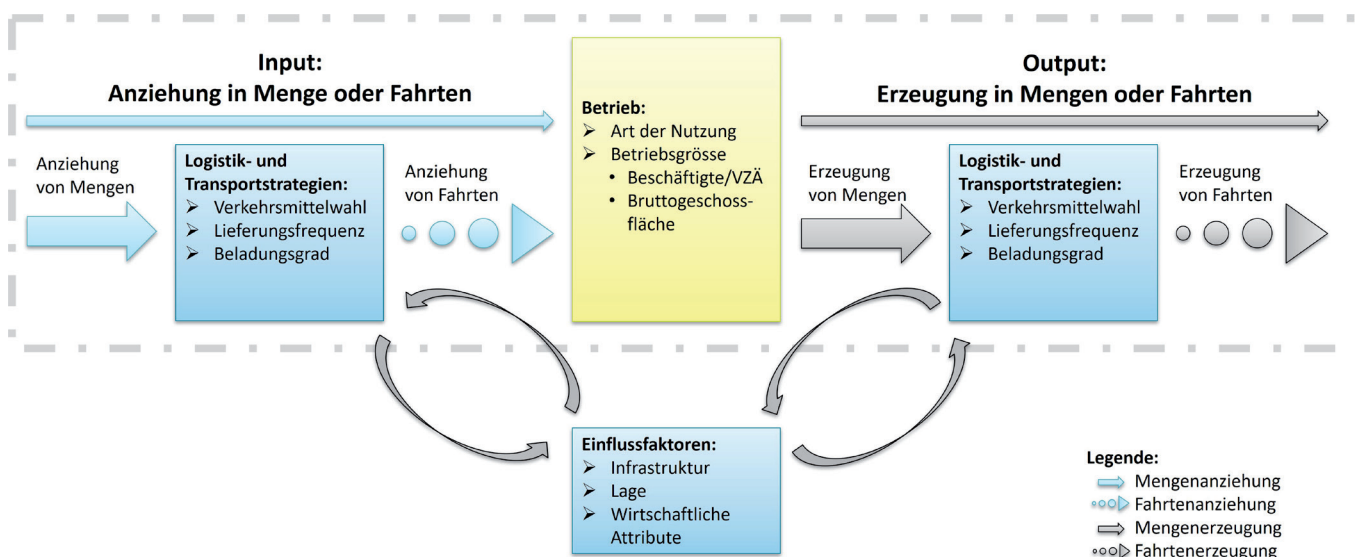 Input:
Anziehung in Menge oder Fahrten
Anziehung
von Mengen
Logistik- und
Transportstrategien:
Verkehrsmittelwahl
Lieferungsfrequenz
Beladungsgrad
Anziehung
von Fahrten
Betrieb:
Art der Nutzung
Betriebsgrösse
Beschäftigte/VZÄ
Bruttogeschoss-
fläche
Output:
Erzeugung in Mengen oder Fahrten
Erzeugung
von Mengen
Logistik- und
Transportstrategien:
Verkehrsmittelwahl
Lieferungsfrequenz
Beladungsgrad
Erzeugung
von Fahrten
Einflussfaktoren:
Infrastruktur
Lage
Wirtschaftliche
Attribute
Legende:
Mengenanziehung
Fahrtenanziehung
Mengenerzeugung
Fahrtenerzeugung